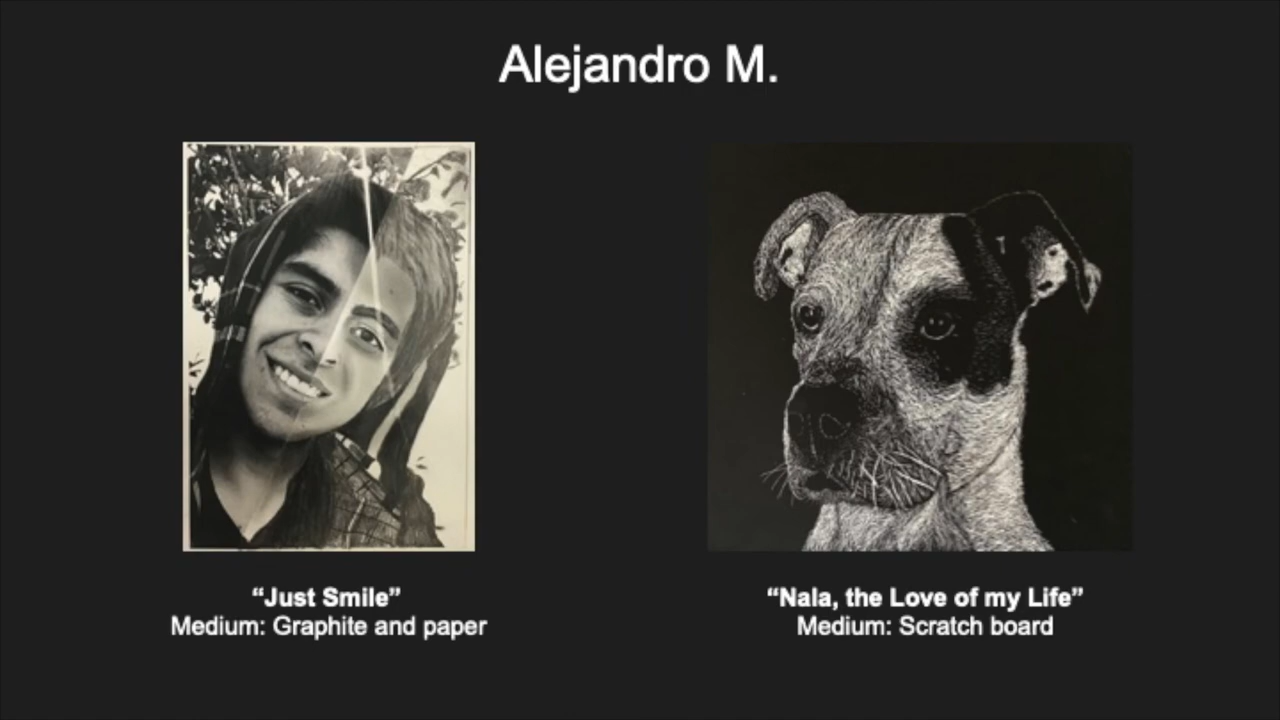 Alejandro M.
“Just Smile”
Medium: Graphite and paper
“Nala, the Love of my Life”
Medium: Scratch board